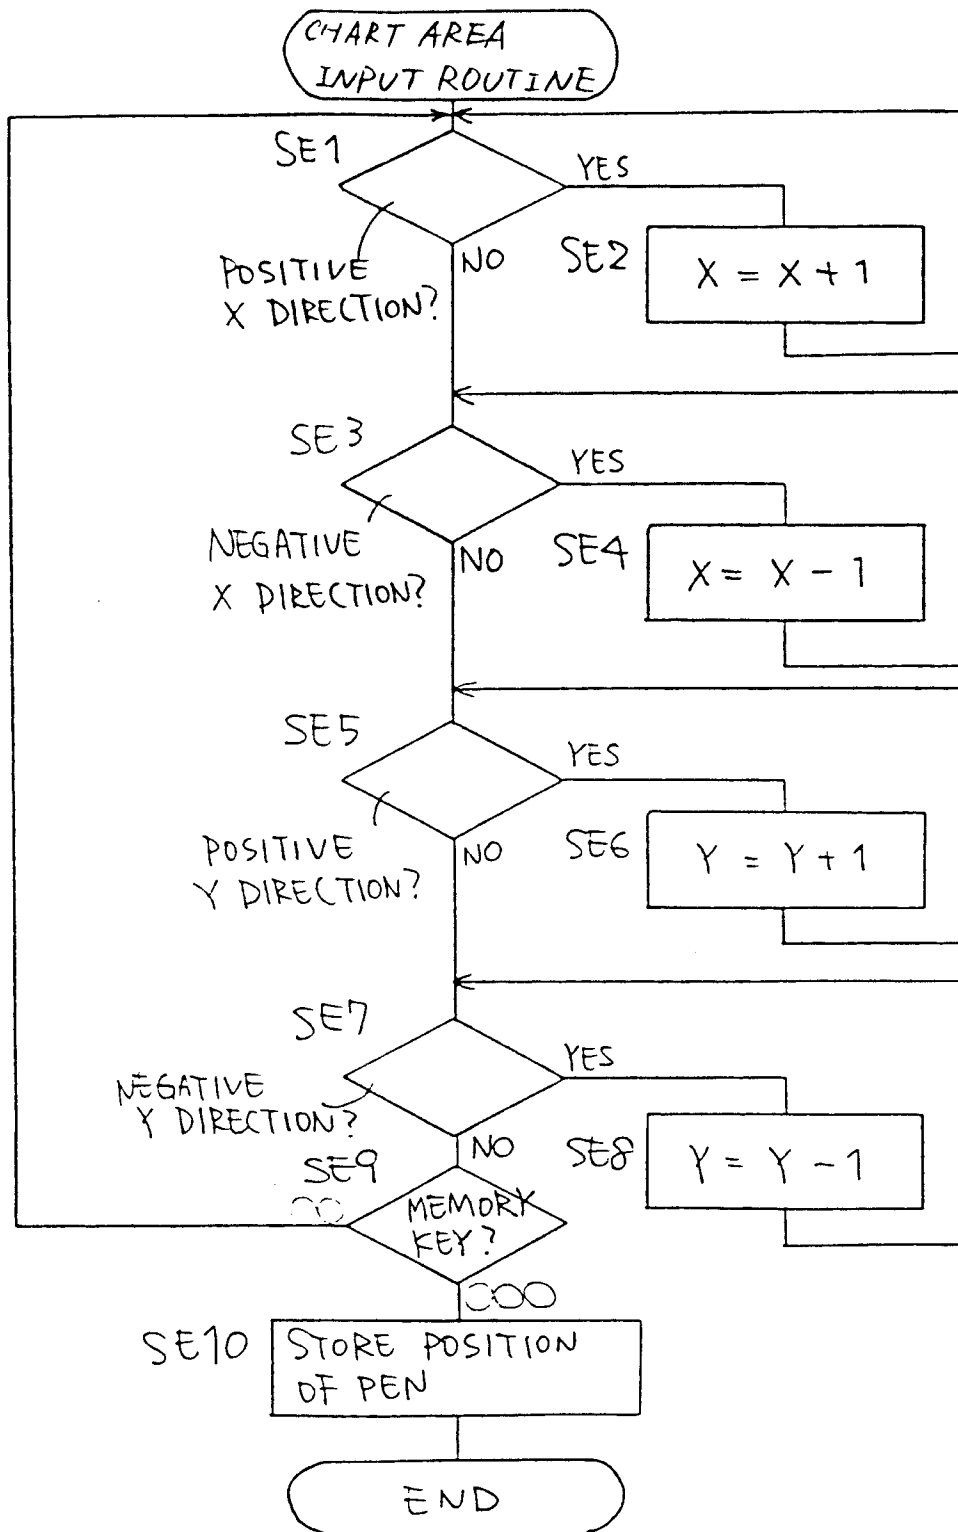 CHART AREA
INPUT ROUTINE
SE1
YES
POSITIVE
X DIRECTION?
NO
SE2
X = X + 1
SE3
YES
NEGATIVE
X DIRECTION?
NO
SE4
X = X - 1
SE5
YES
POSITIVE
Y DIRECTION?
NO
SE6
Y = Y + 1
SE7
YES
NEGATIVE
Y DIRECTION?
NO
SE8
Y = Y - 1
SE9
MEMORY
KEY?
SE10
STORE POSITION
OF PEN
END